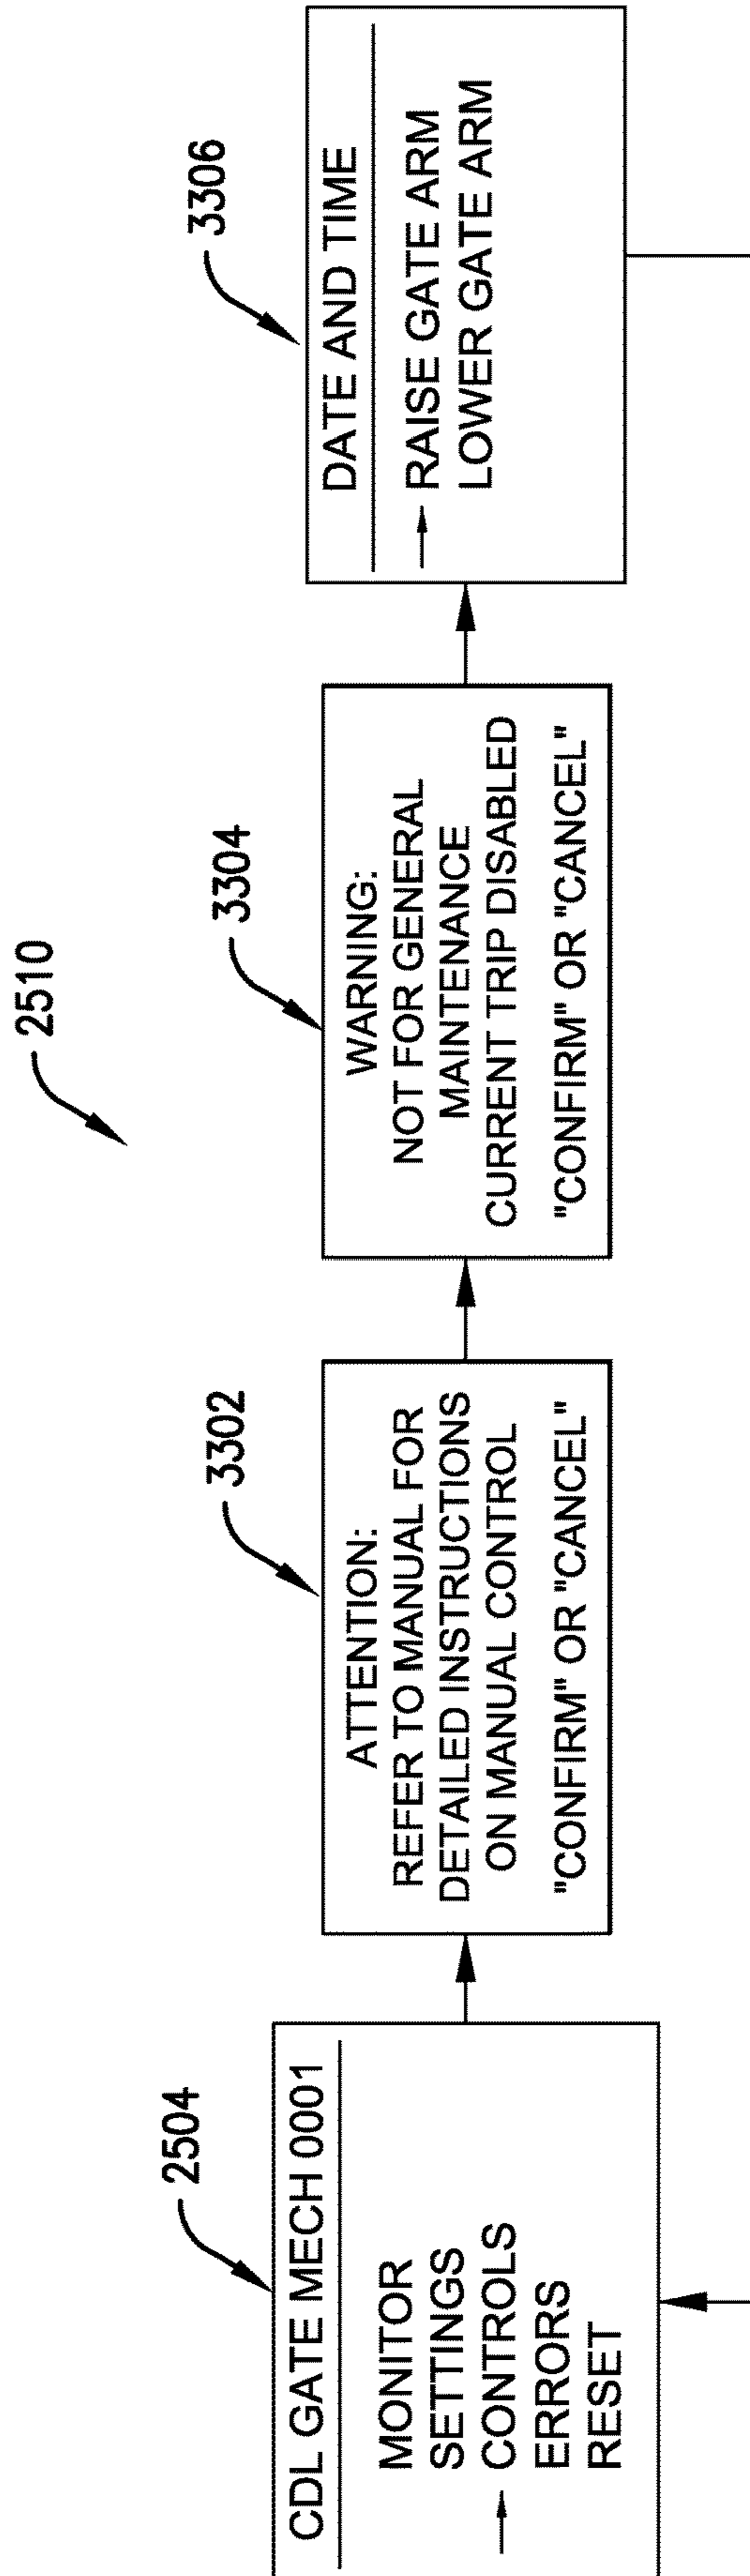 2510
2504
CDL GATE MECH 0001
MONITOR
SETTINGS
CONTROLS
ERRORS
RESET
3302
ATTENTION:
REFER TO MANUAL FOR
DETAILED INSTRUCTIONS
ON MANUAL CONTROL
"CONFIRM" OR "CANCEL"
3304
WARNING:
NOT FOR GENERAL
MAINTENANCE
CURRENT TRIP DISABLED
"CONFIRM" OR "CANCEL"
3306
DATE AND TIME
RAISE GATE ARM
LOWER GATE ARM